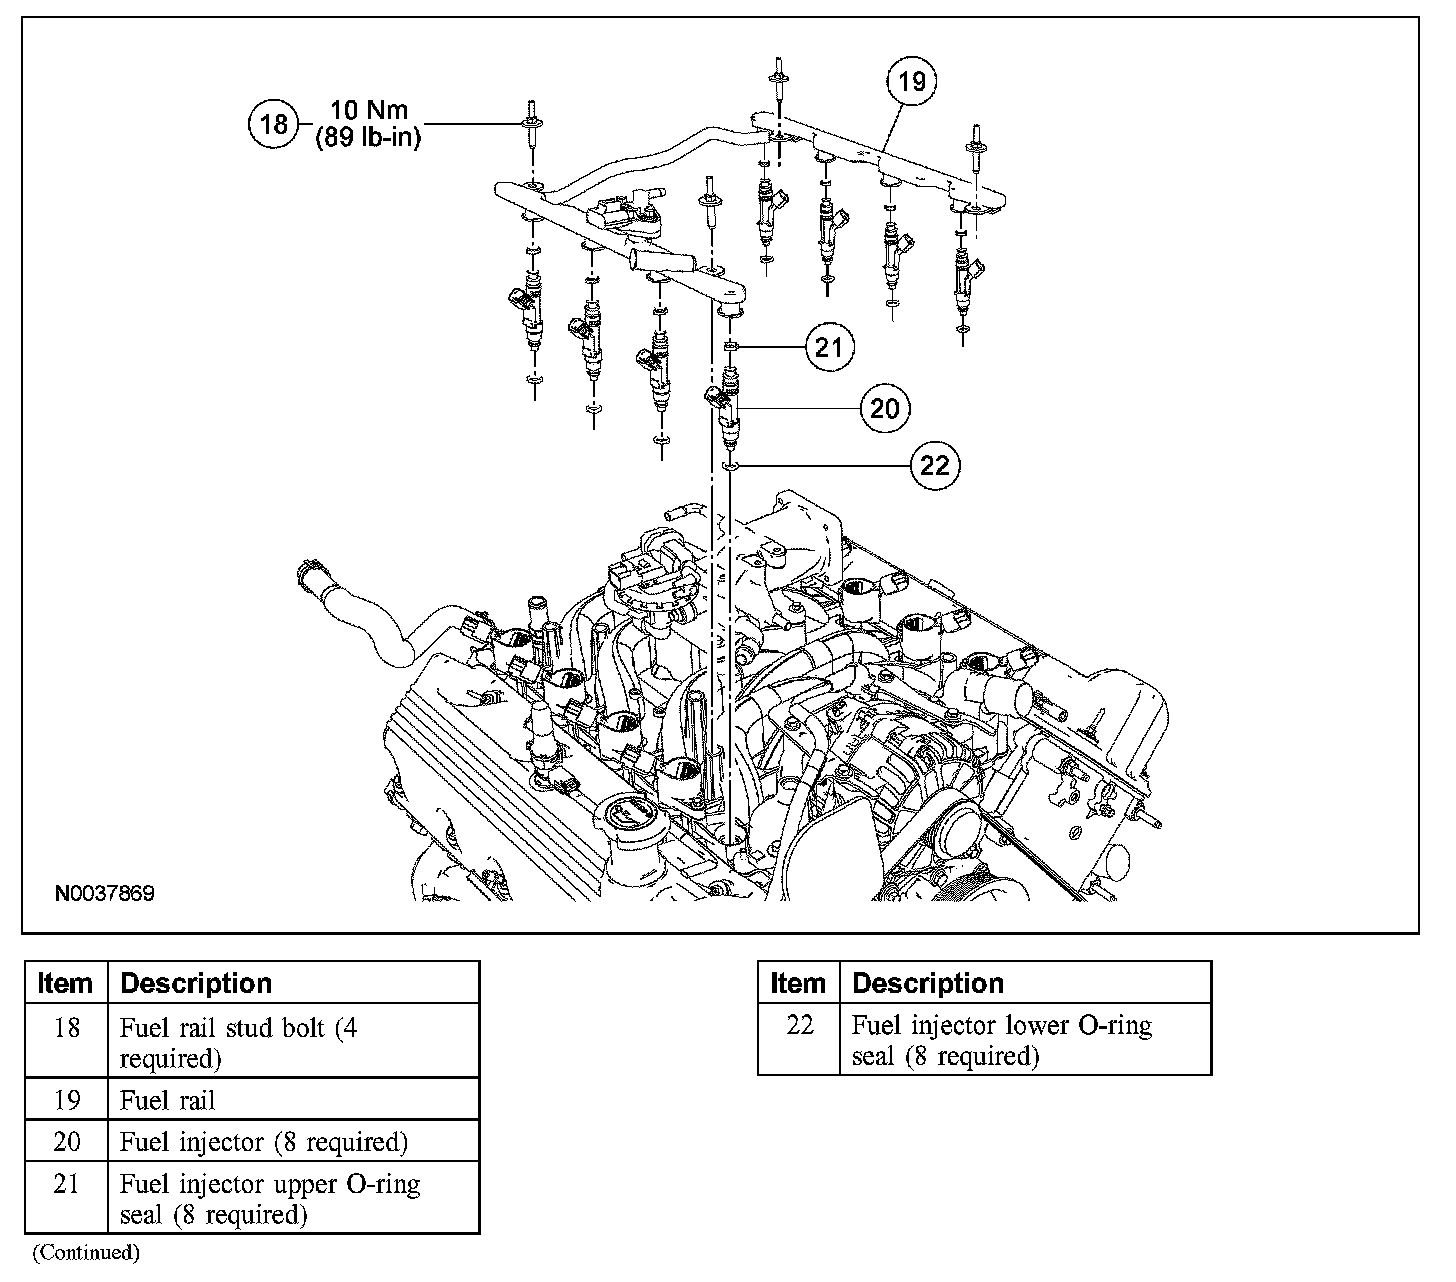 19
18
10 Nm
(89 lb-in)
21
20
22
N0037869
Item Description
18 Fuel rail stud bolt (4
required)
19 Fuel rail
20 Fuel injector (8 required)
21 Fuel injector upper O-ring
seal (8 required)
(Continued)
Item Description
22 Fuel injector lower O-ring
seal (8 required)